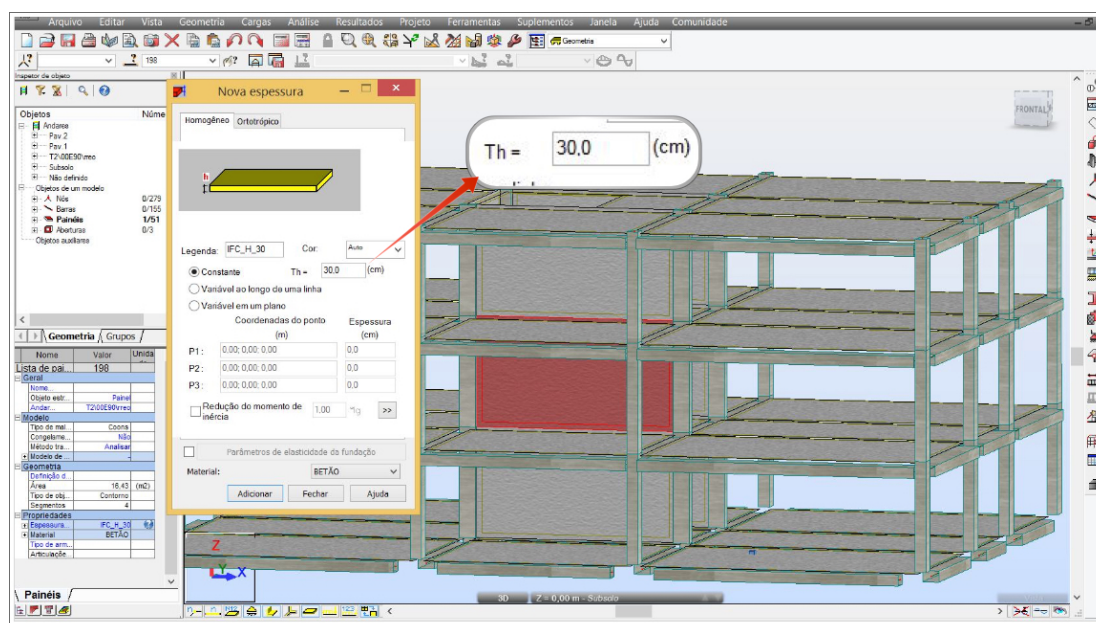 Arquivo Editar Vista Geometria Cargas Análise Resultados Projeto Ferramentas Suplementos Janela Ajuda Comunidade
Geometria
198
Inspetor de objeto
Objetos Núme
Andares
Pav 2
Pav 1
Subsolo
Não definido
Objetos de um modelo
Nós 0/279
Barras 0/155
Painéis 1/51
Aberturas 0/3
Objetos auxiliares
Geometria Grupos
Nome Valor Unida
Lista de pai... 198
Geral
Nome...
Objeto estr... Painel
Andar...
Modelo
Tipo de mal... Coons
Congelame... Não
Método tra... Analisar
Modelo de ... -
Geometria
Definição d...
Área 16,43 (m2)
Tipo de obj... Contorno
Segmentos 4
Propriedades
Espessura... IFC_H_30
Material BETÃO
Tipo de arm...
Articulaçõe...
Painéis
Nova espessura
Homogêneo Ortotrópico
h
Legenda: IFC_H_30 Cor: Auto
Constante Th = 30,0 (cm)
Variável ao longo de uma linha
Variável em um plano
Coordenadas do ponto Espessura
(m) (cm)
P1: 0,00; 0,00; 0,00 0,0
P2: 0,00; 0,00; 0,00 0,0
P3: 0,00; 0,00; 0,00 0,0
Redução do momento de inércia 1,00 *Ig >>
Parâmetros de elasticidade da fundação
Material: BETÃO
Adicionar Fechar Ajuda
Th = 30,0 (cm)
FRONTAL
Z
Y
X
3D Z = 0,00 m - Subsolo